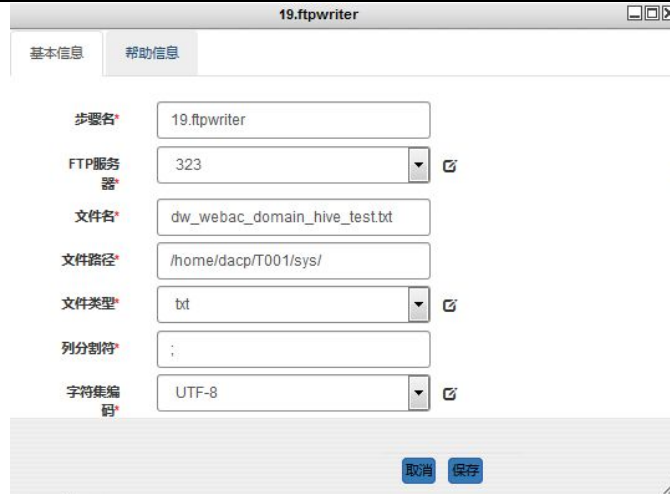 19.ftpwriter
基本信息 帮助信息
步骤名* 19.ftpwriter
FTP服务
器* 323
文件名* dw_webac_domain_hive_test.txt
文件路径* /home/dacp/T001/sys/
文件类型* txt
列分割符* ;
字符集编
码* UTF-8
取消 保存